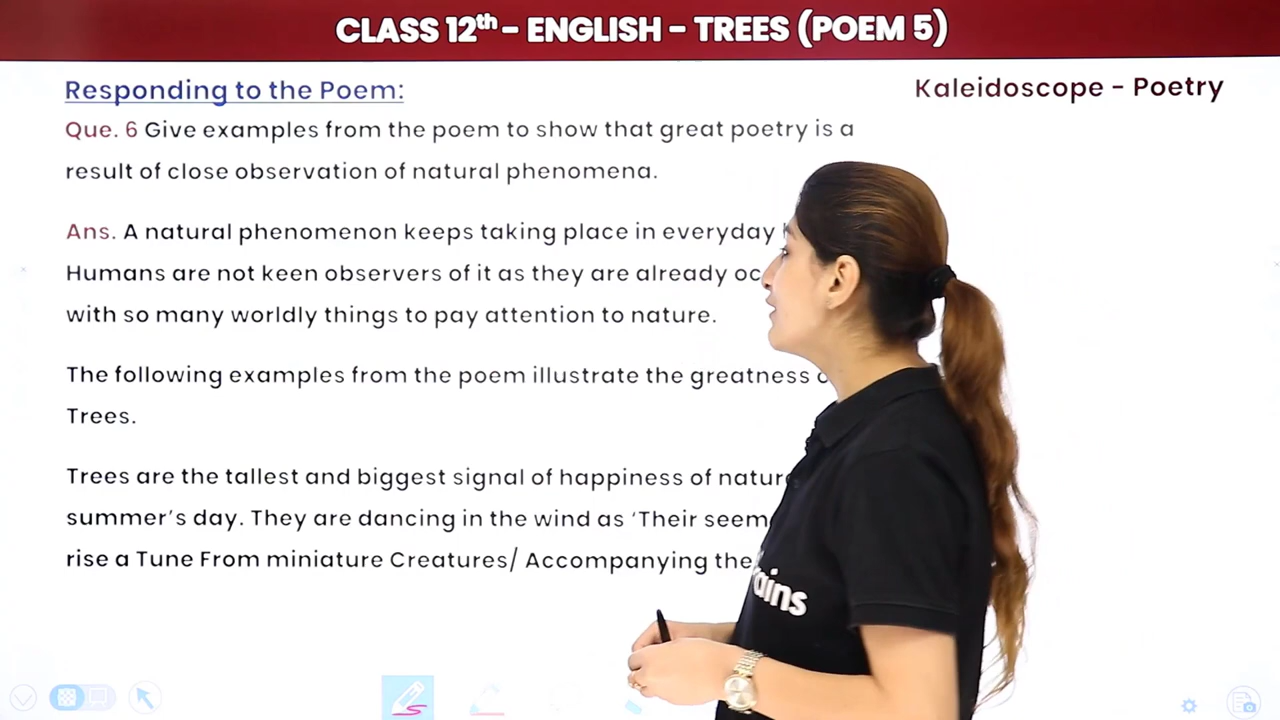 CLASS 12th - ENGLISH - TREES (POEM 5)
Responding to the Poem:
Kaleidoscope - Poetry
Que. 6 Give examples from the poem to show that great poetry is a
result of close observation of natural phenomena.
Ans. A natural phenomenon keeps taking place in everyday
Humans are not keen observers of it as they are already
with so many worldly things to pay attention to nature.
The following examples from the poem illustrate the greatness
Trees.
Trees are the tallest and biggest signal of happiness of
summer's day. They are dancing in the wind as 'Their
rise a Tune From miniature Creatures/ Accompanying the